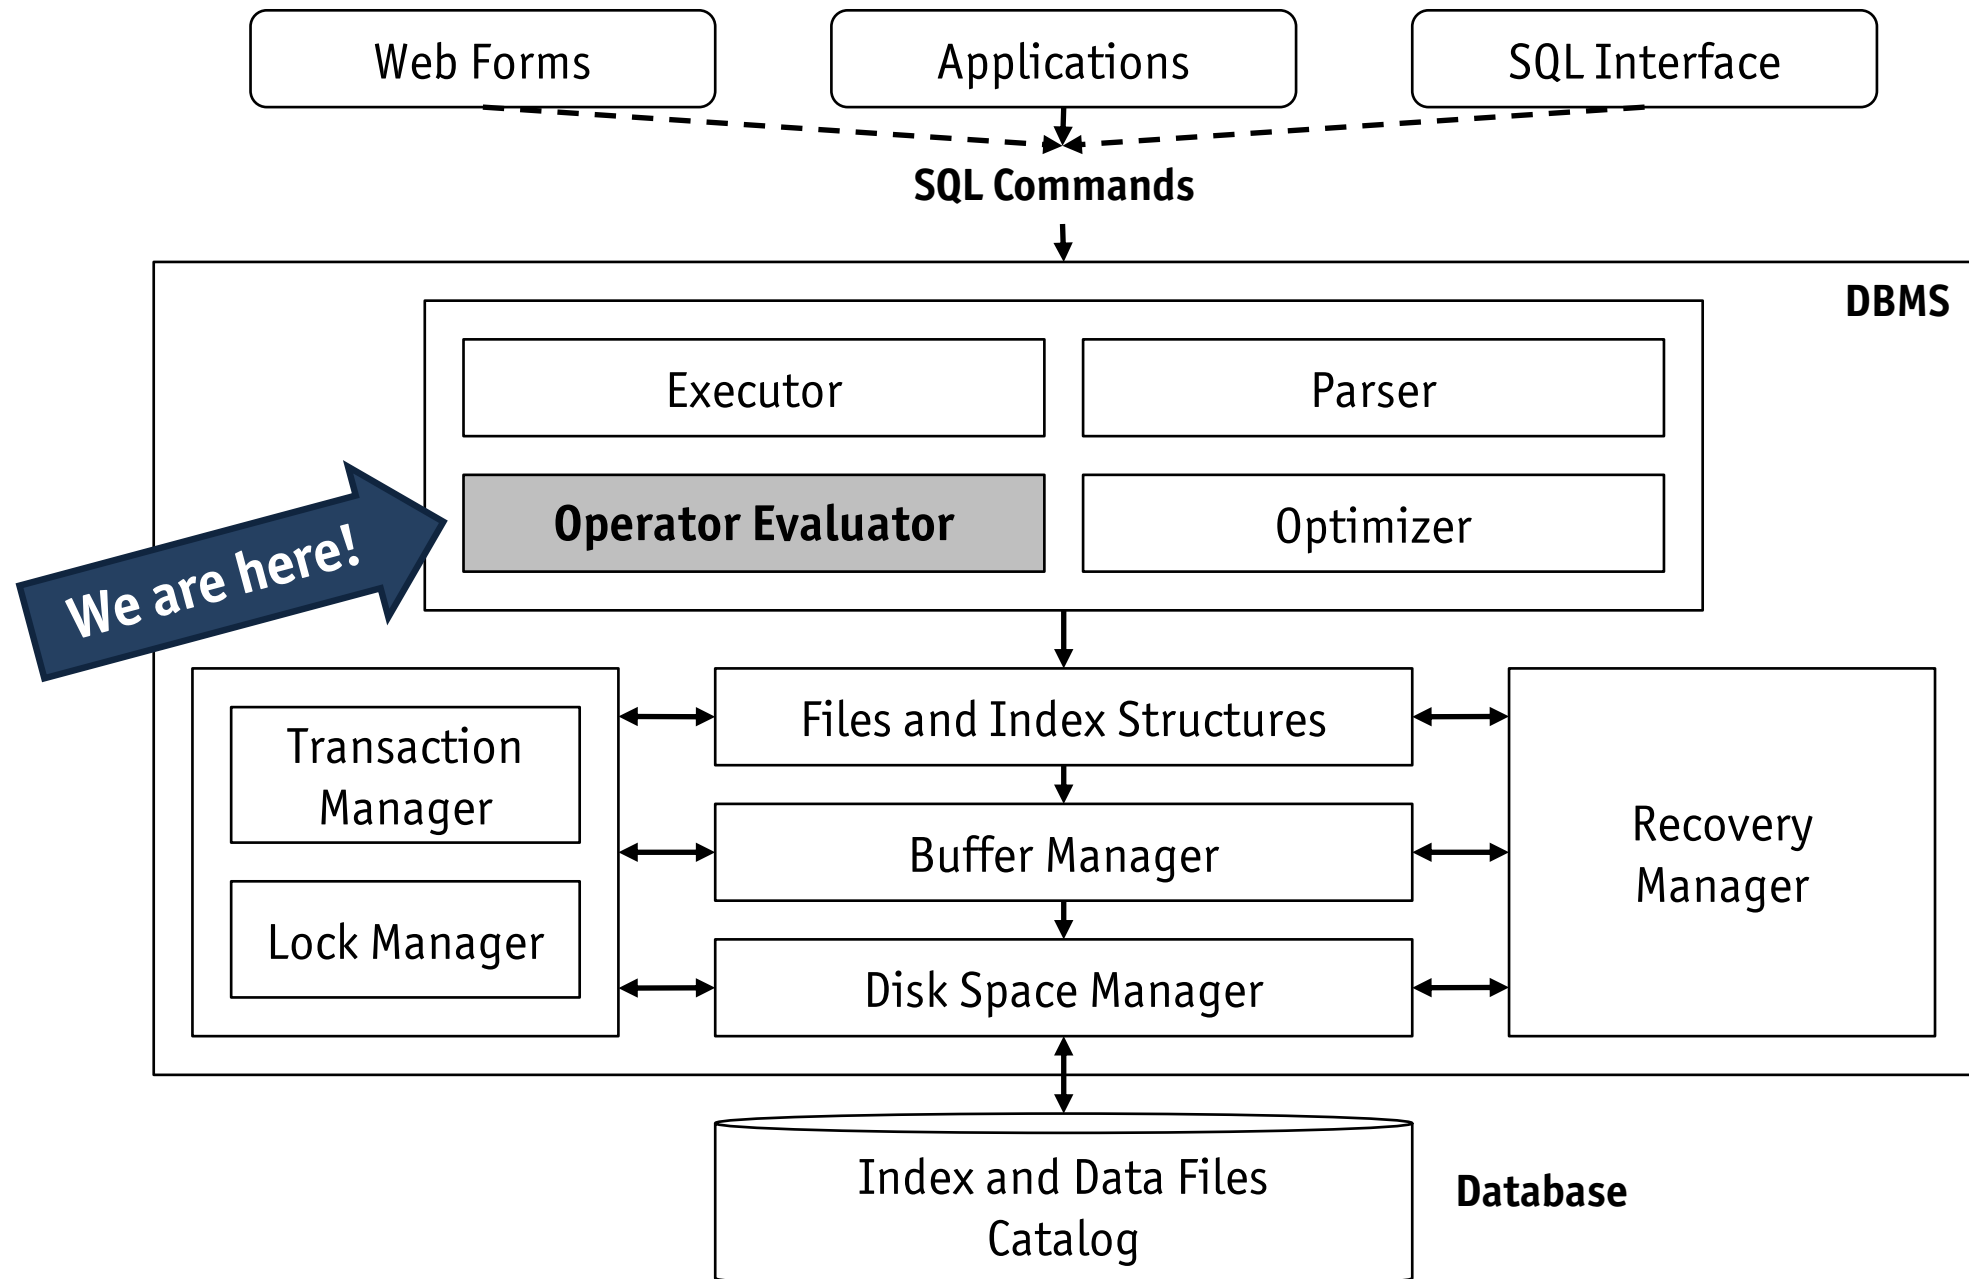 Web Forms
Applications
SQL Interface
SQL Commands
DBMS
Executor
Parser
Operator Evaluator
Optimizer
We are here!
Transaction
Manager
Lock Manager
Files and Index Structures
Buffer Manager
Disk Space Manager
Recovery
Manager
Index and Data Files
Catalog
Database